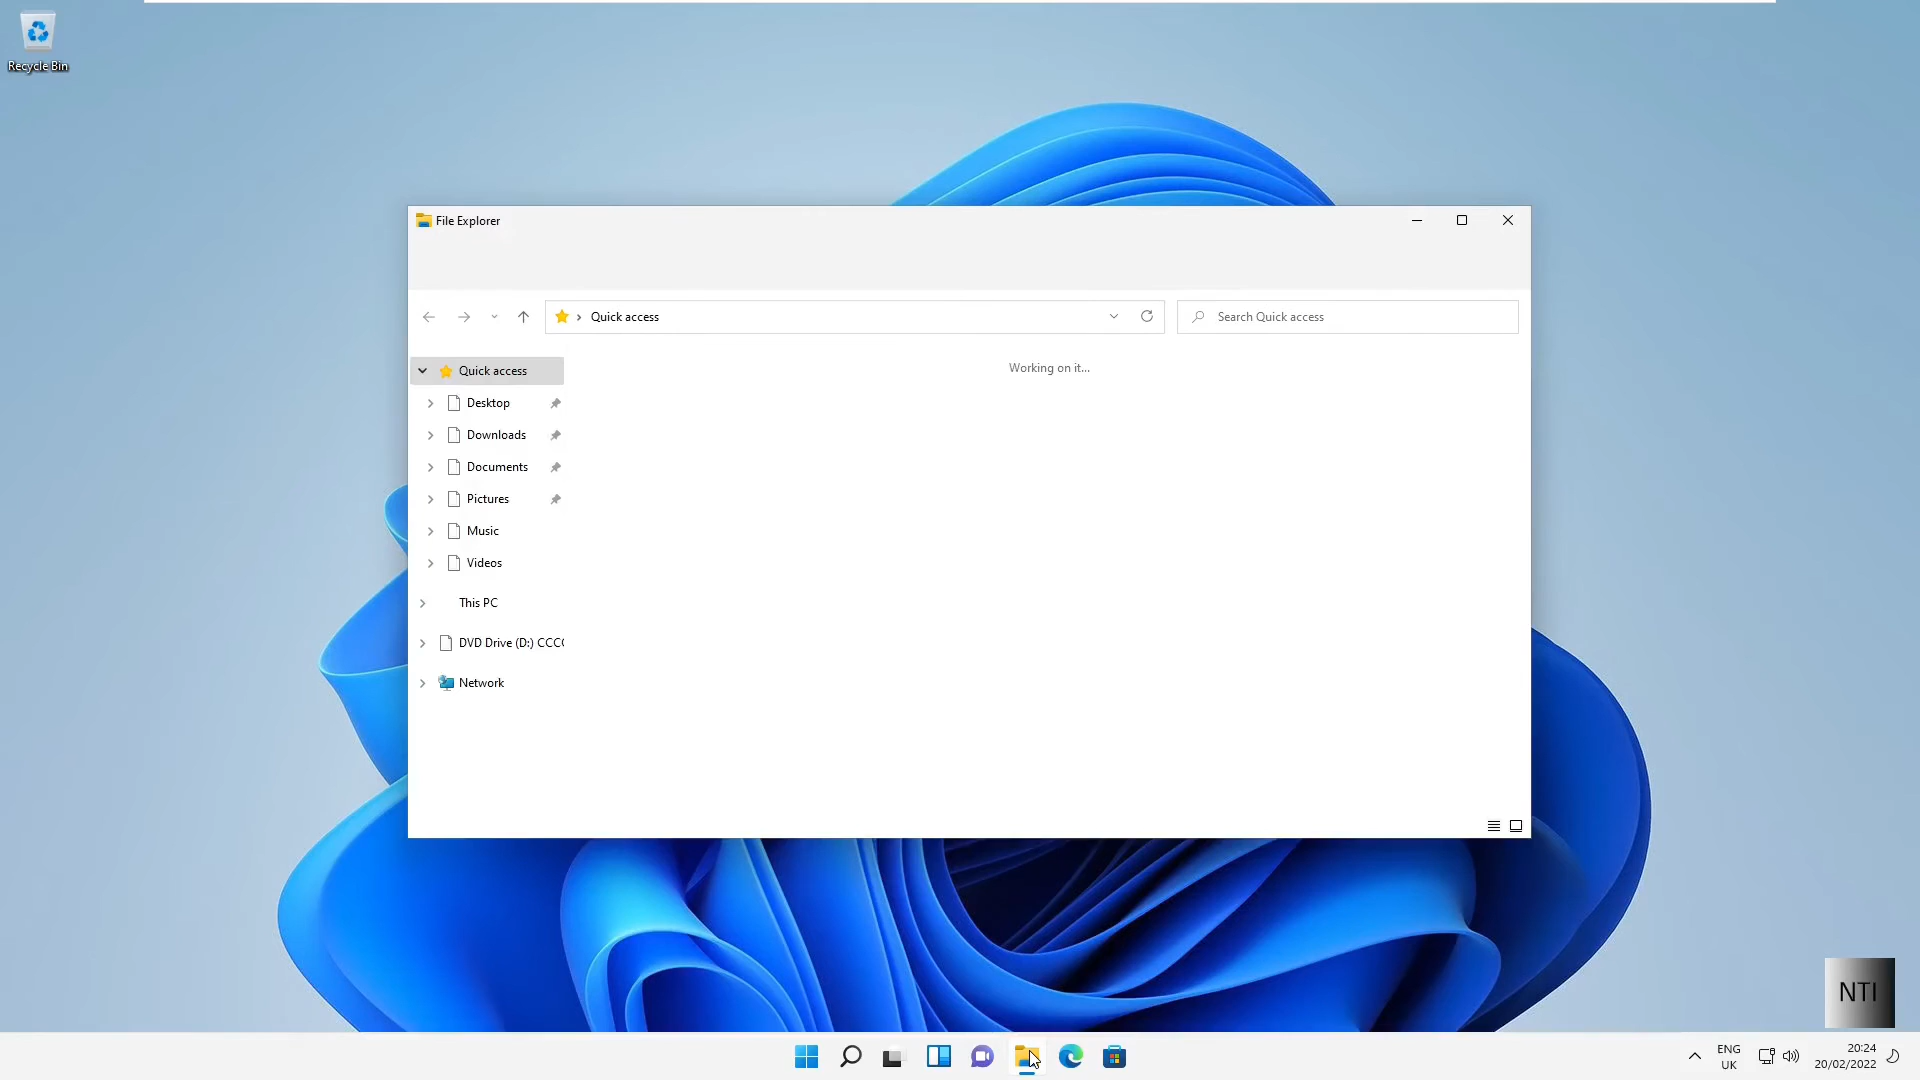 Recycle Bin
File Explorer
Quick access
Search Quick access
Quick access
Working on it...
Desktop
Downloads
Documents
Pictures
Music
Videos
This PC
DVD Drive (D:) CCC
Network
NTI
ENG
UK
20:24
20/02/2022